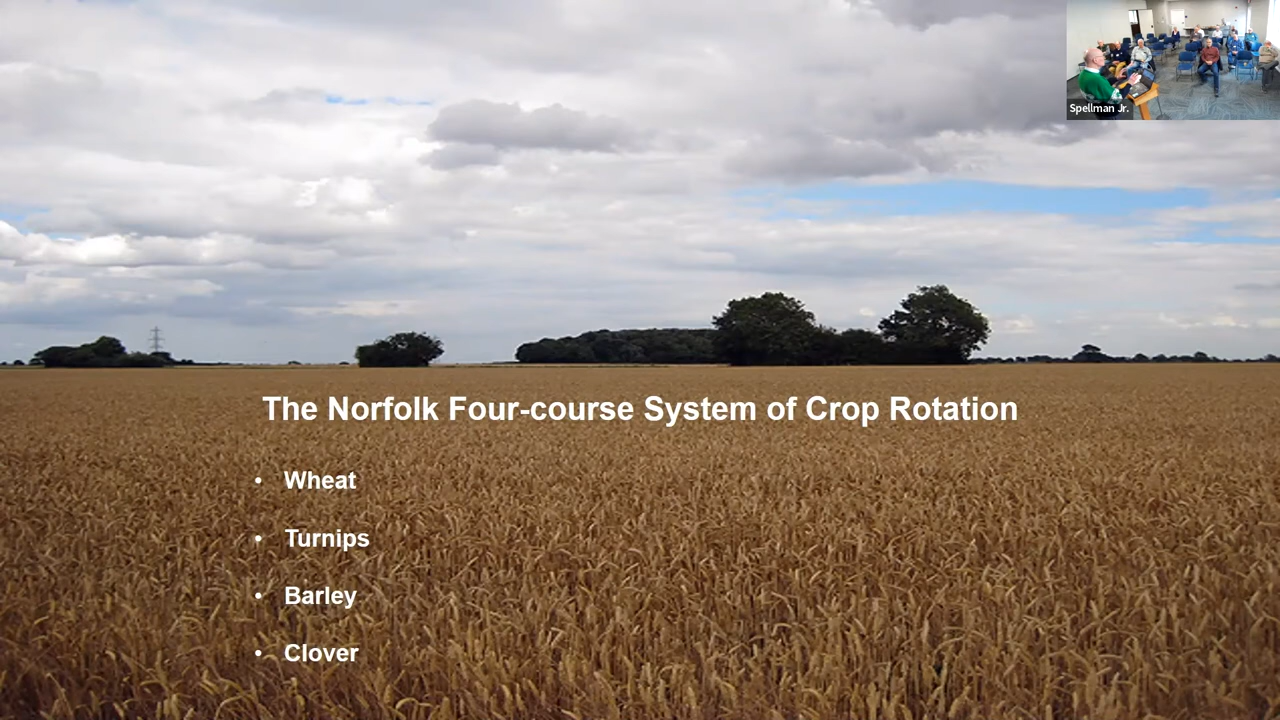 Spellman Jr.
The Norfolk Four-course System of Crop Rotation
• Wheat
• Turnips
• Barley
• Clover